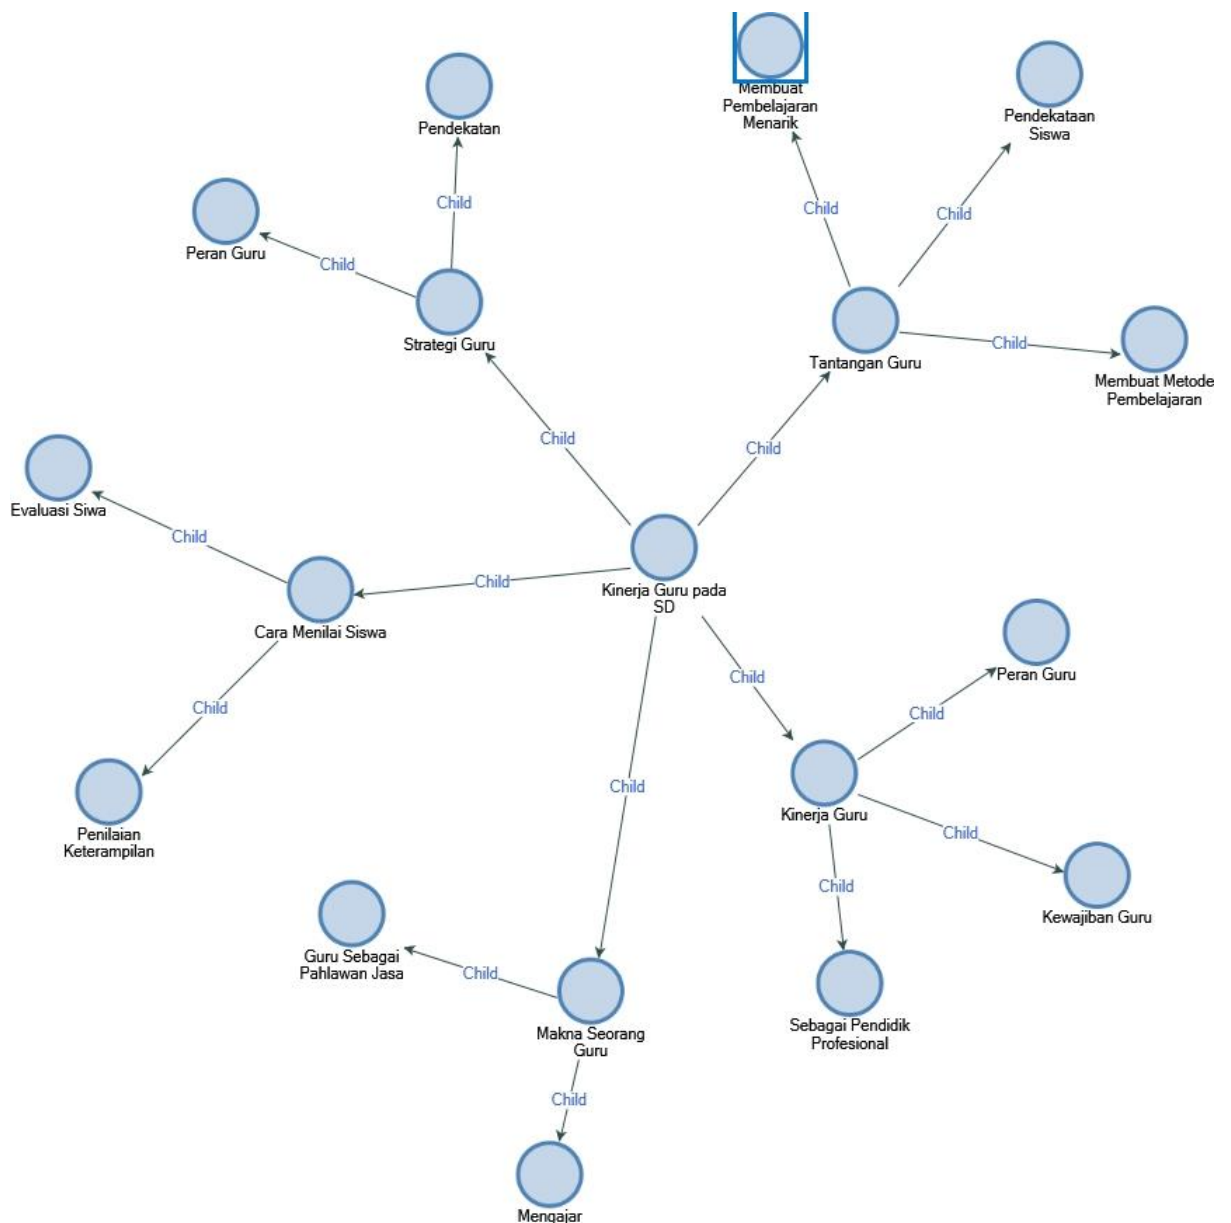 Membuat
Pembelajaran
Menarik
Pendekataan
Siswa
Pendekatan
Child
Child
Child
Peran Guru
Child
Strategi Guru
Child
Tantangan Guru
Membuat Metode
Pembelajaran
Child
Child
Evaluasi Siwa
Child
Child
Kinerja Guru pada
SD
Cara Menilai Siswa
Child
Peran Guru
Child
Child
Child
Penilaian
Keterampilan
Kinerja Guru
Child
Child
Kewajiban Guru
Guru Sebagai
Pahlawan Jasa
Child
Sebagai Pendidik
Profesional
Makna Seorang
Guru
Child
Mengajar